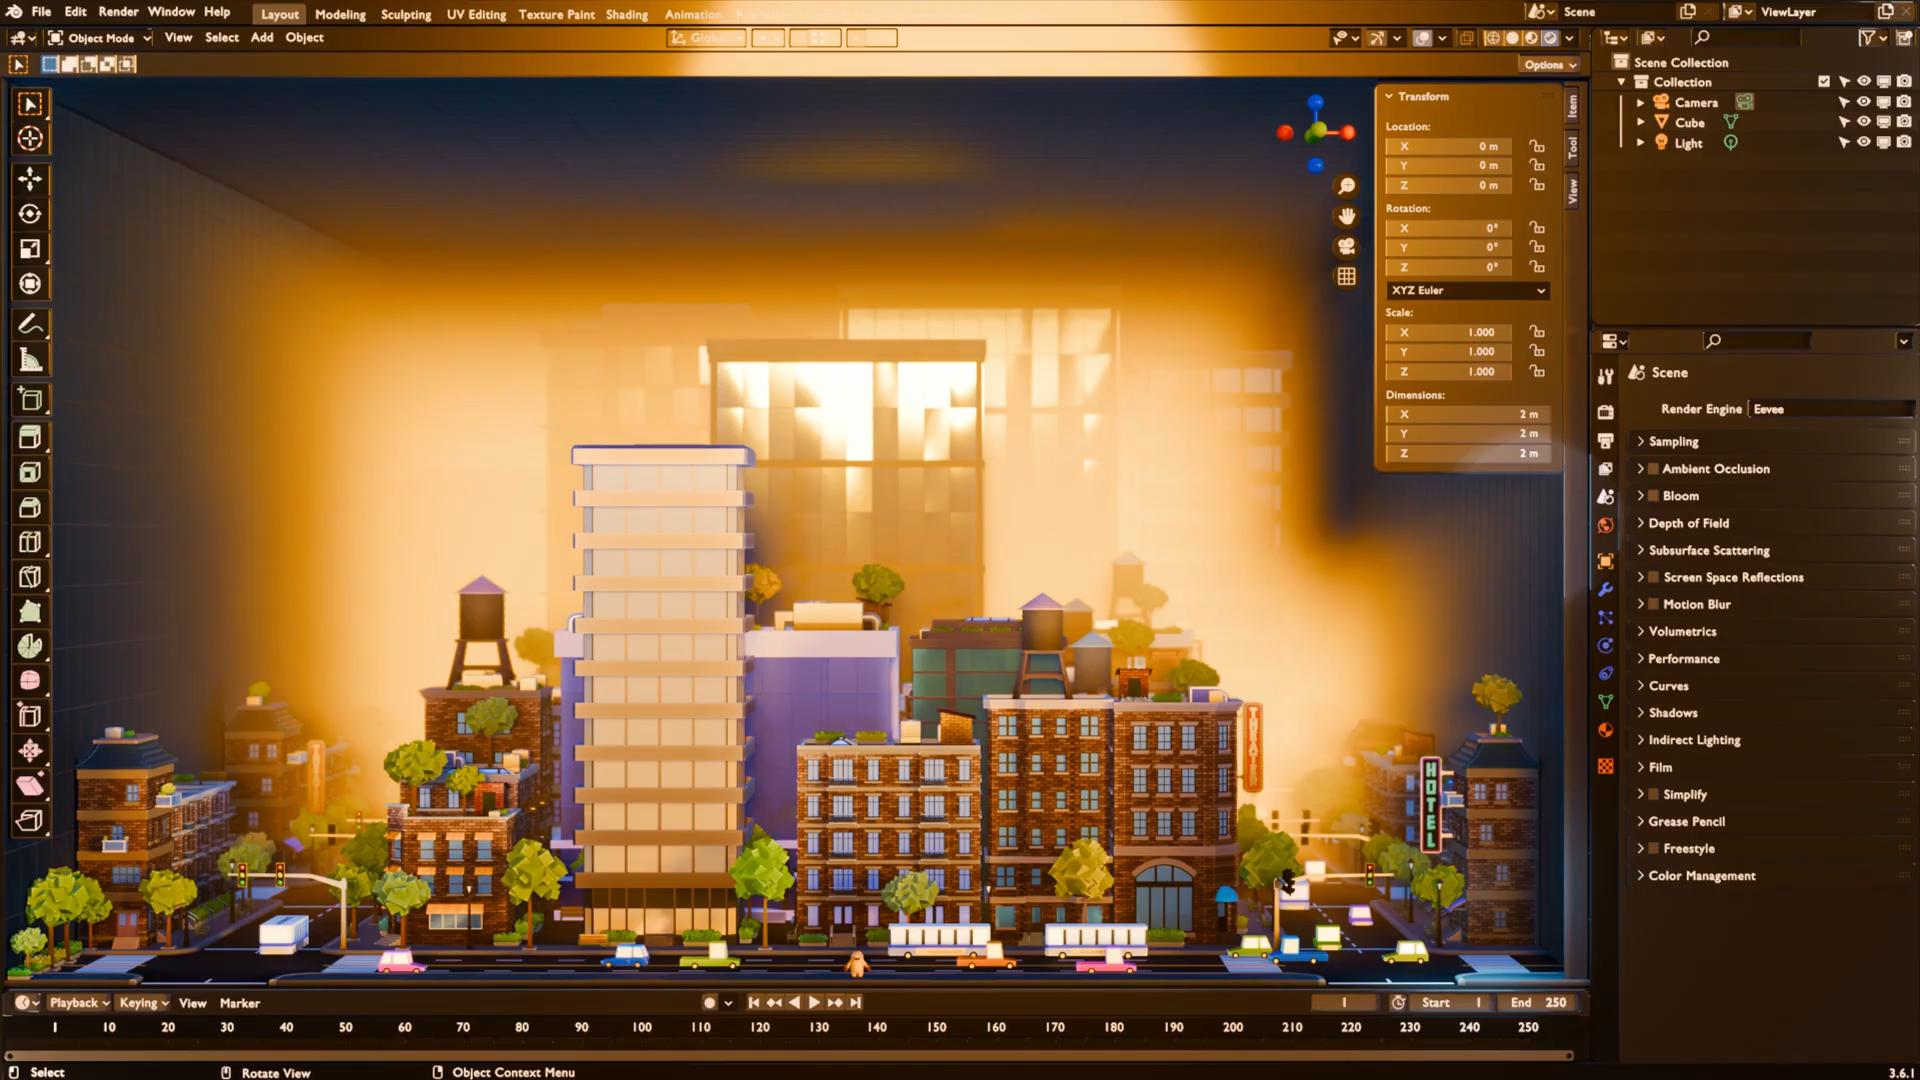 File Edit Render Window Help
Layout Modeling Sculpting UV Editing Texture Paint Shading Animation
Scene
ViewLayer
Object Mode View Select Add Object
Global
Options
Transform
Location:
X 0 m
Y 0 m
Z 0 m
Rotation:
X 0°
Y 0°
Z 0°
XYZ Euler
Scale:
X 1.000
Y 1.000
Z 1.000
Dimensions:
X 2 m
Y 2 m
Z 2 m
Item
Tool
View
Scene Collection
Collection
Camera
Cube
Light
Scene
Render Engine Eevee
Sampling
Ambient Occlusion
Bloom
Depth of Field
Subsurface Scattering
Screen Space Reflections
Motion Blur
Volumetrics
Performance
Curves
Shadows
Indirect Lighting
Film
Simplify
Grease Pencil
Freestyle
Color Management
THEATER
HOTEL
Playback Keying View Marker
1 Start 1 End 250
1 10 20 30 40 50 60 70 80 90 100 110 120 130 140 150 160 170 180 190 200 210 220 230 240 250
Select Rotate View Object Context Menu
3.6.1